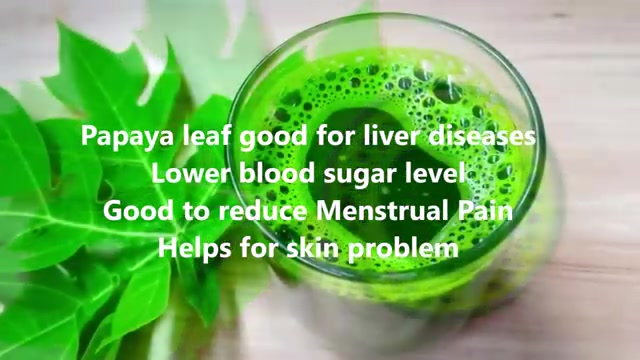 Papaya leaf good for liver diseases
Lower blood sugar level
Good to reduce Menstrual Pain
Helps for skin problem